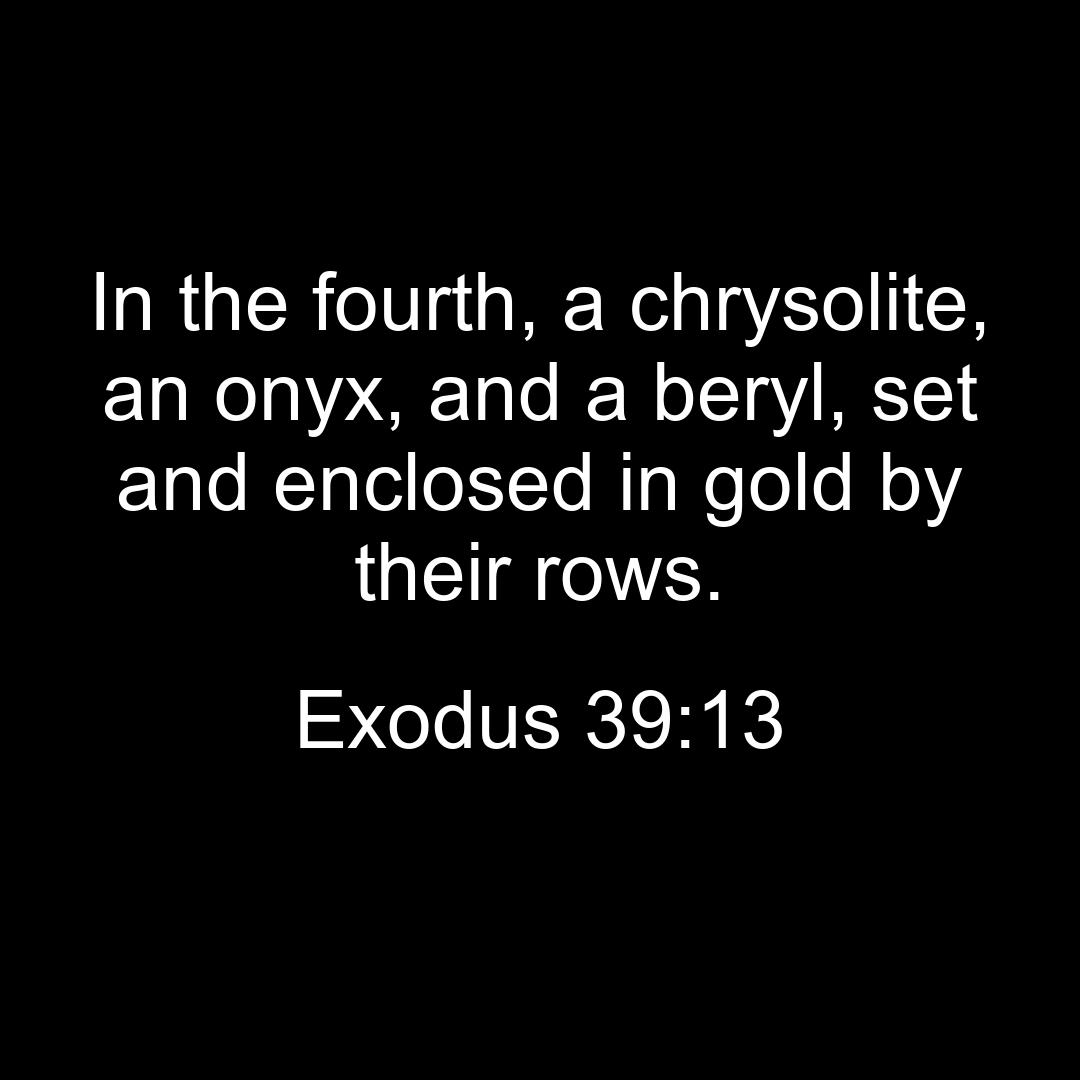 In the fourth, a chrysolite,
an onyx, and a beryl, set
and enclosed in gold by
their rows.
Exodus 39:13